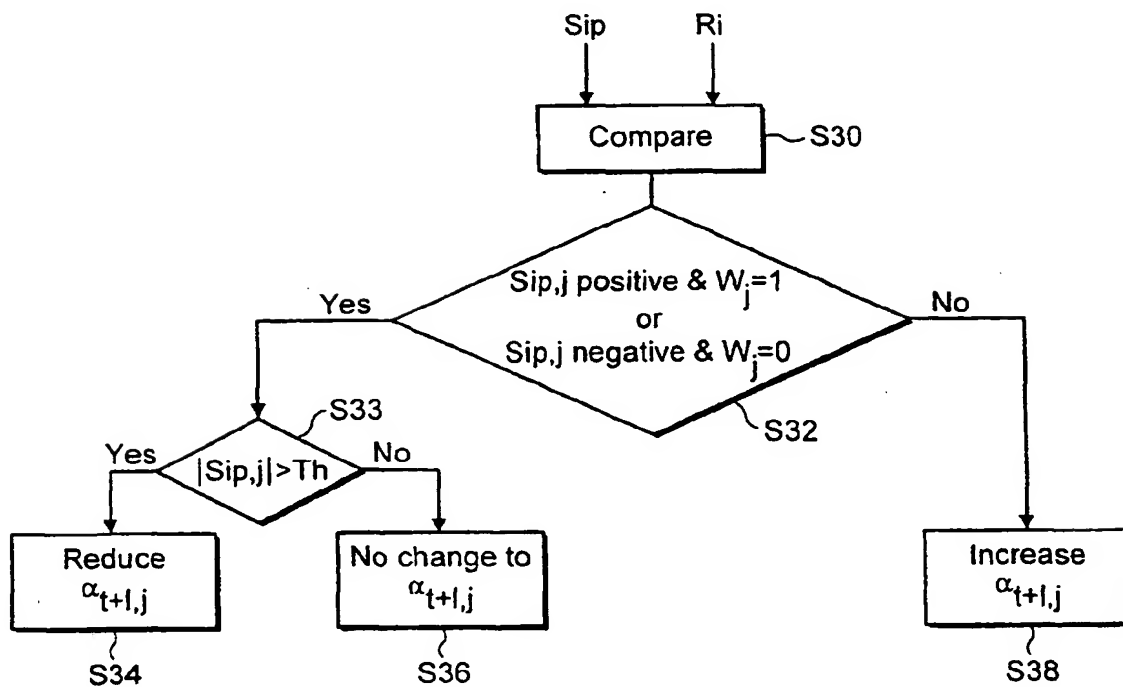 Sip Ri
Compare
S30
Sip,j positive & Wj=1
or
Sip,j negative & Wj=0
Yes
No
S32
S33
|Sip,j|>Th
Yes
No
Reduce
αt+l,j
No change to
αt+l,j
Increase
αt+l,j
S34
S36
S38